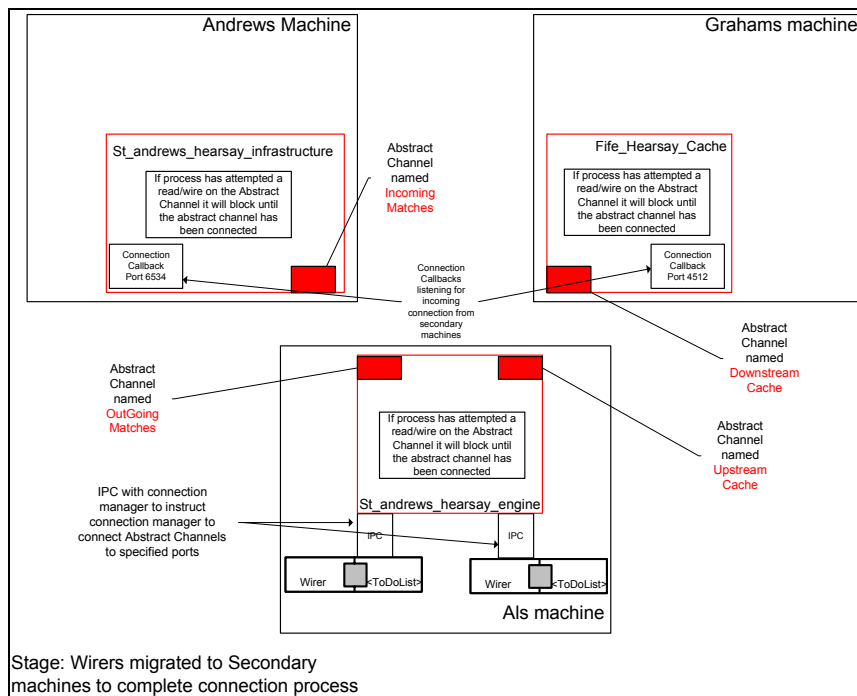 Andrews Machine
Grahams machine
St_andrews_hearsay_infrastructure
If process has attempted a
read/wire on the Abstract
Channel it will block until
the abstract channel has
been connected
Connection
Callback
Port 6534
Abstract
Channel
named
Incoming
Matches
Fife_Hearsay_Cache
If process has attempted a
read/wire on the Abstract
Channel it will block until
the abstract channel has
been connected
Connection
Callback
Port 4512
Connection
Callbacks
listening for
incoming
connection from
secondary
machines
Abstract
Channel
named
Downstream
Cache
Abstract
Channel
named
OutGoing
Matches
If process has attempted a
read/wire on the Abstract
Channel it will block until
the abstract channel has
been connected
Abstract
Channel
named
Upstream
Cache
IPC with connection
manager to instruct
connection manager to
connect Abstract Channels
to specified ports
St_andrews_hearsay_engine
IPC
IPC
Wirer
<ToDoList>
Wirer
<ToDoList>
Als machine
Stage: Wirers migrated to Secondary
machines to complete connection process